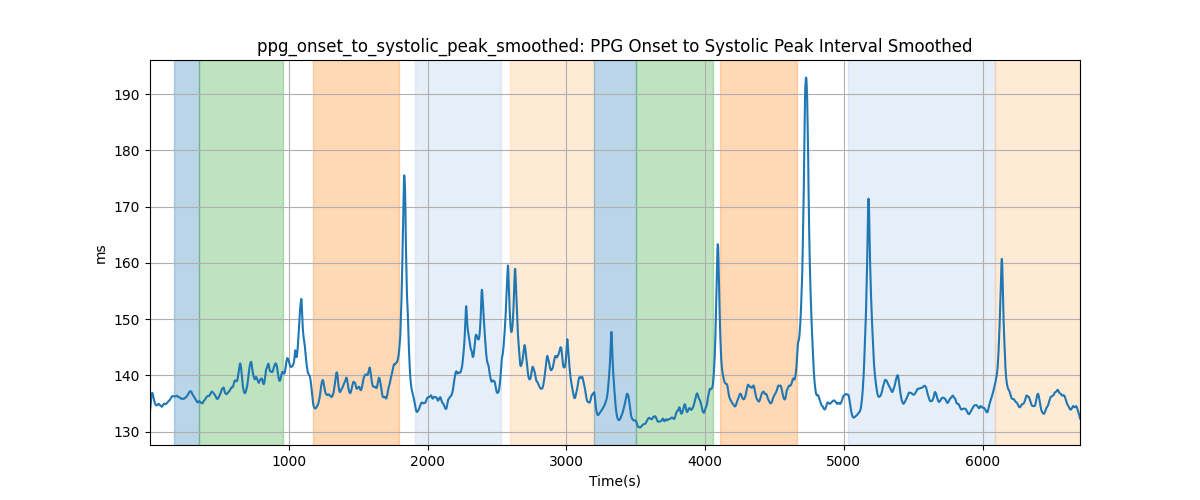 ppg_onset_to_systolic_peak_smoothed: PPG Onset to Systolic Peak Interval Smoothed
190
180
170
160
150
140
130
ms
1000 2000 3000 4000 5000 6000
Time(s)